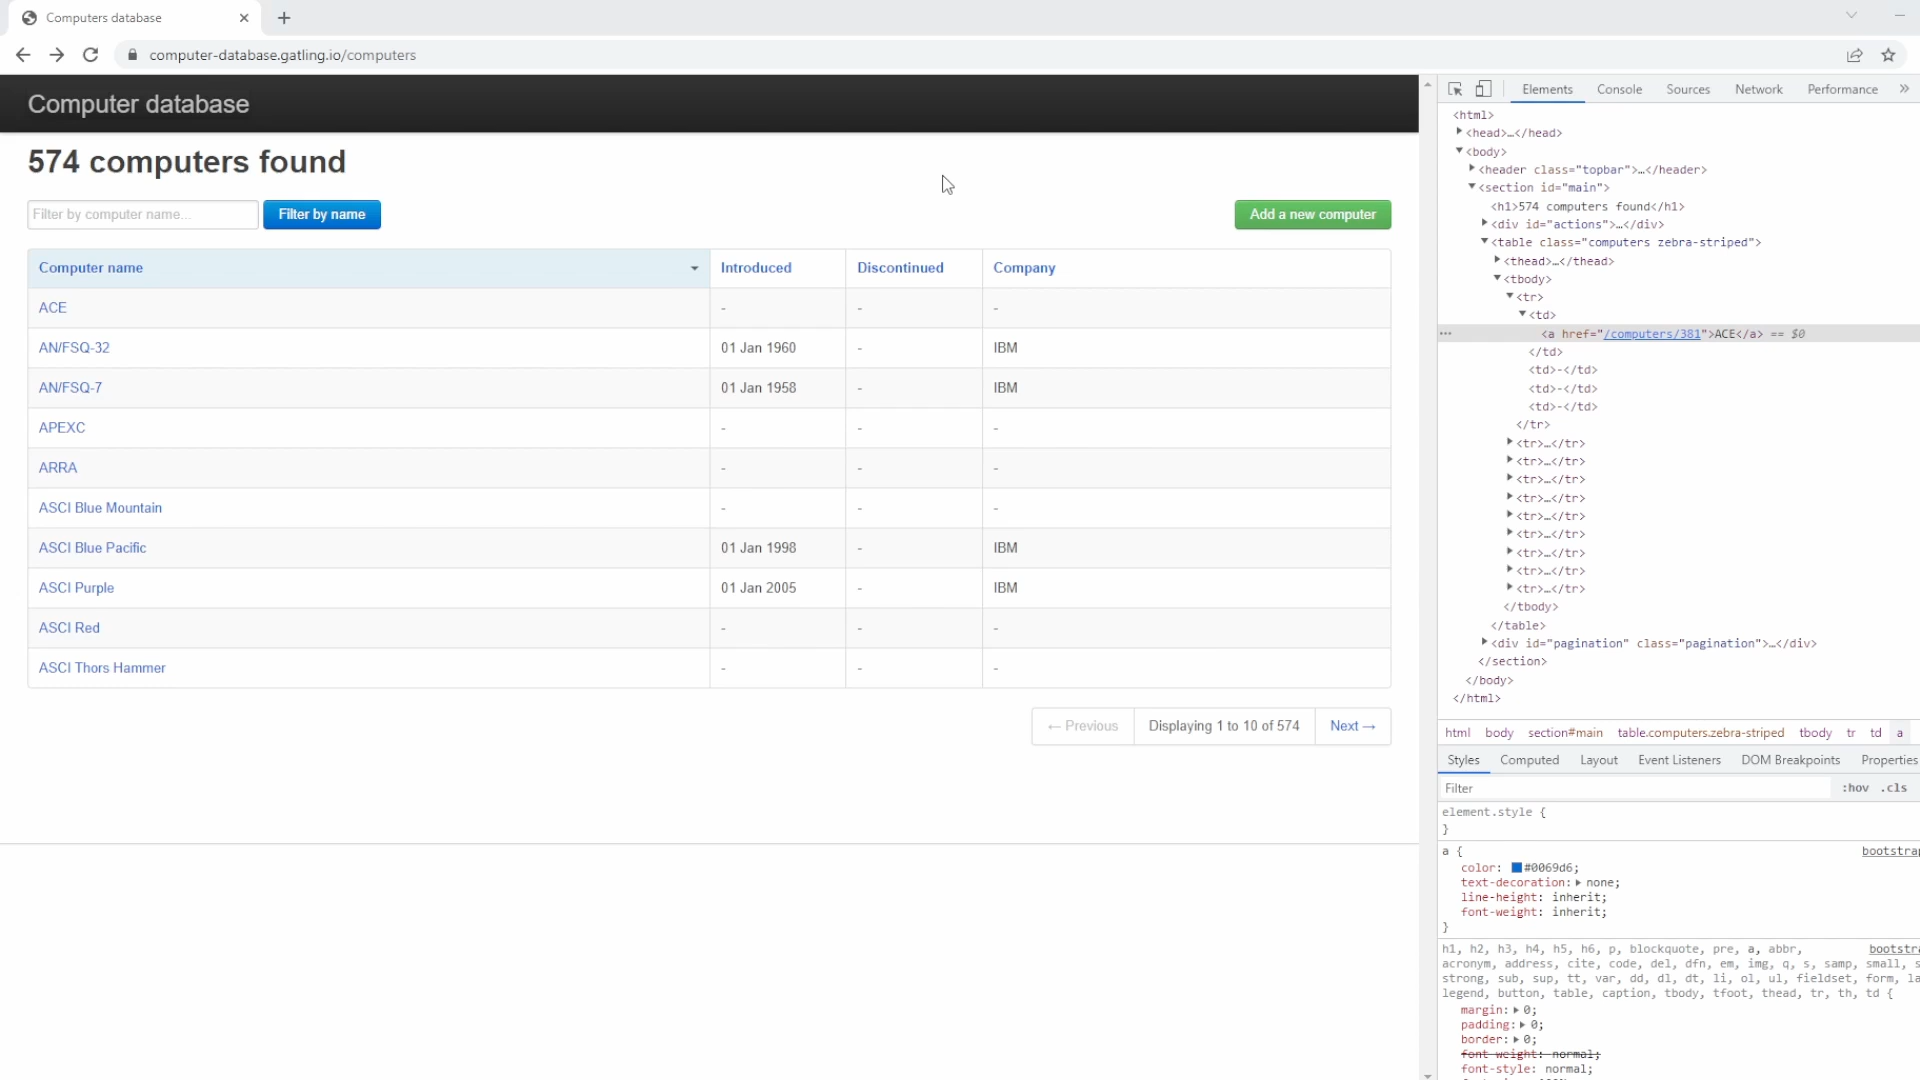 Computers database
computer-database.gatling.io/computers
Computer database
574 computers found
Filter by computer name...
Filter by name
Add a new computer
Computer name Introduced Discontinued Company
ACE - - -
AN/FSQ-32 01 Jan 1960 - IBM
AN/FSQ-7 01 Jan 1958 - IBM
APEXC - - -
ARRA - - -
ASCI Blue Mountain - - -
ASCI Blue Pacific 01 Jan 1998 - IBM
ASCI Purple 01 Jan 2005 - IBM
ASCI Red - - -
ASCI Thors Hammer - - -
← Previous Displaying 1 to 10 of 574 Next →
Elements Console Sources Network Performance »
<html>
<head>…</head>
<body>
<header class="topbar">…</header>
<section id="main">
<h1>574 computers found</h1>
<div id="actions">…</div>
<table class="computers zebra-striped">
<thead>…</thead>
<tbody>
<tr>
<td>
<a href="/computers/381">ACE</a> == $0
</td>
<td>-</td>
<td>-</td>
<td>-</td>
</tr>
<tr>…</tr>
<tr>…</tr>
<tr>…</tr>
<tr>…</tr>
<tr>…</tr>
<tr>…</tr>
<tr>…</tr>
<tr>…</tr>
<tr>…</tr>
</tbody>
</table>
<div id="pagination" class="pagination">…</div>
</section>
</body>
</html>
html body section#main table.computers.zebra-striped tbody tr td a
Styles Computed Layout Event Listeners DOM Breakpoints Properties
Filter :hov .cls
element.style {
}
a { bootstrap
color: #0069d6;
text-decoration: none;
line-height: inherit;
font-weight: inherit;
}
h1, h2, h3, h4, h5, h6, p, blockquote, pre, a, abbr, bootstra
acronym, address, cite, code, del, dfn, em, img, q, s, samp, small, s
strong, sub, sup, tt, var, dd, dl, dt, li, ol, ul, fieldset, form, la
legend, button, table, caption, tbody, tfoot, thead, tr, th, td {
margin: 0;
padding: 0;
border: 0;
font-weight: normal;
font-style: normal;